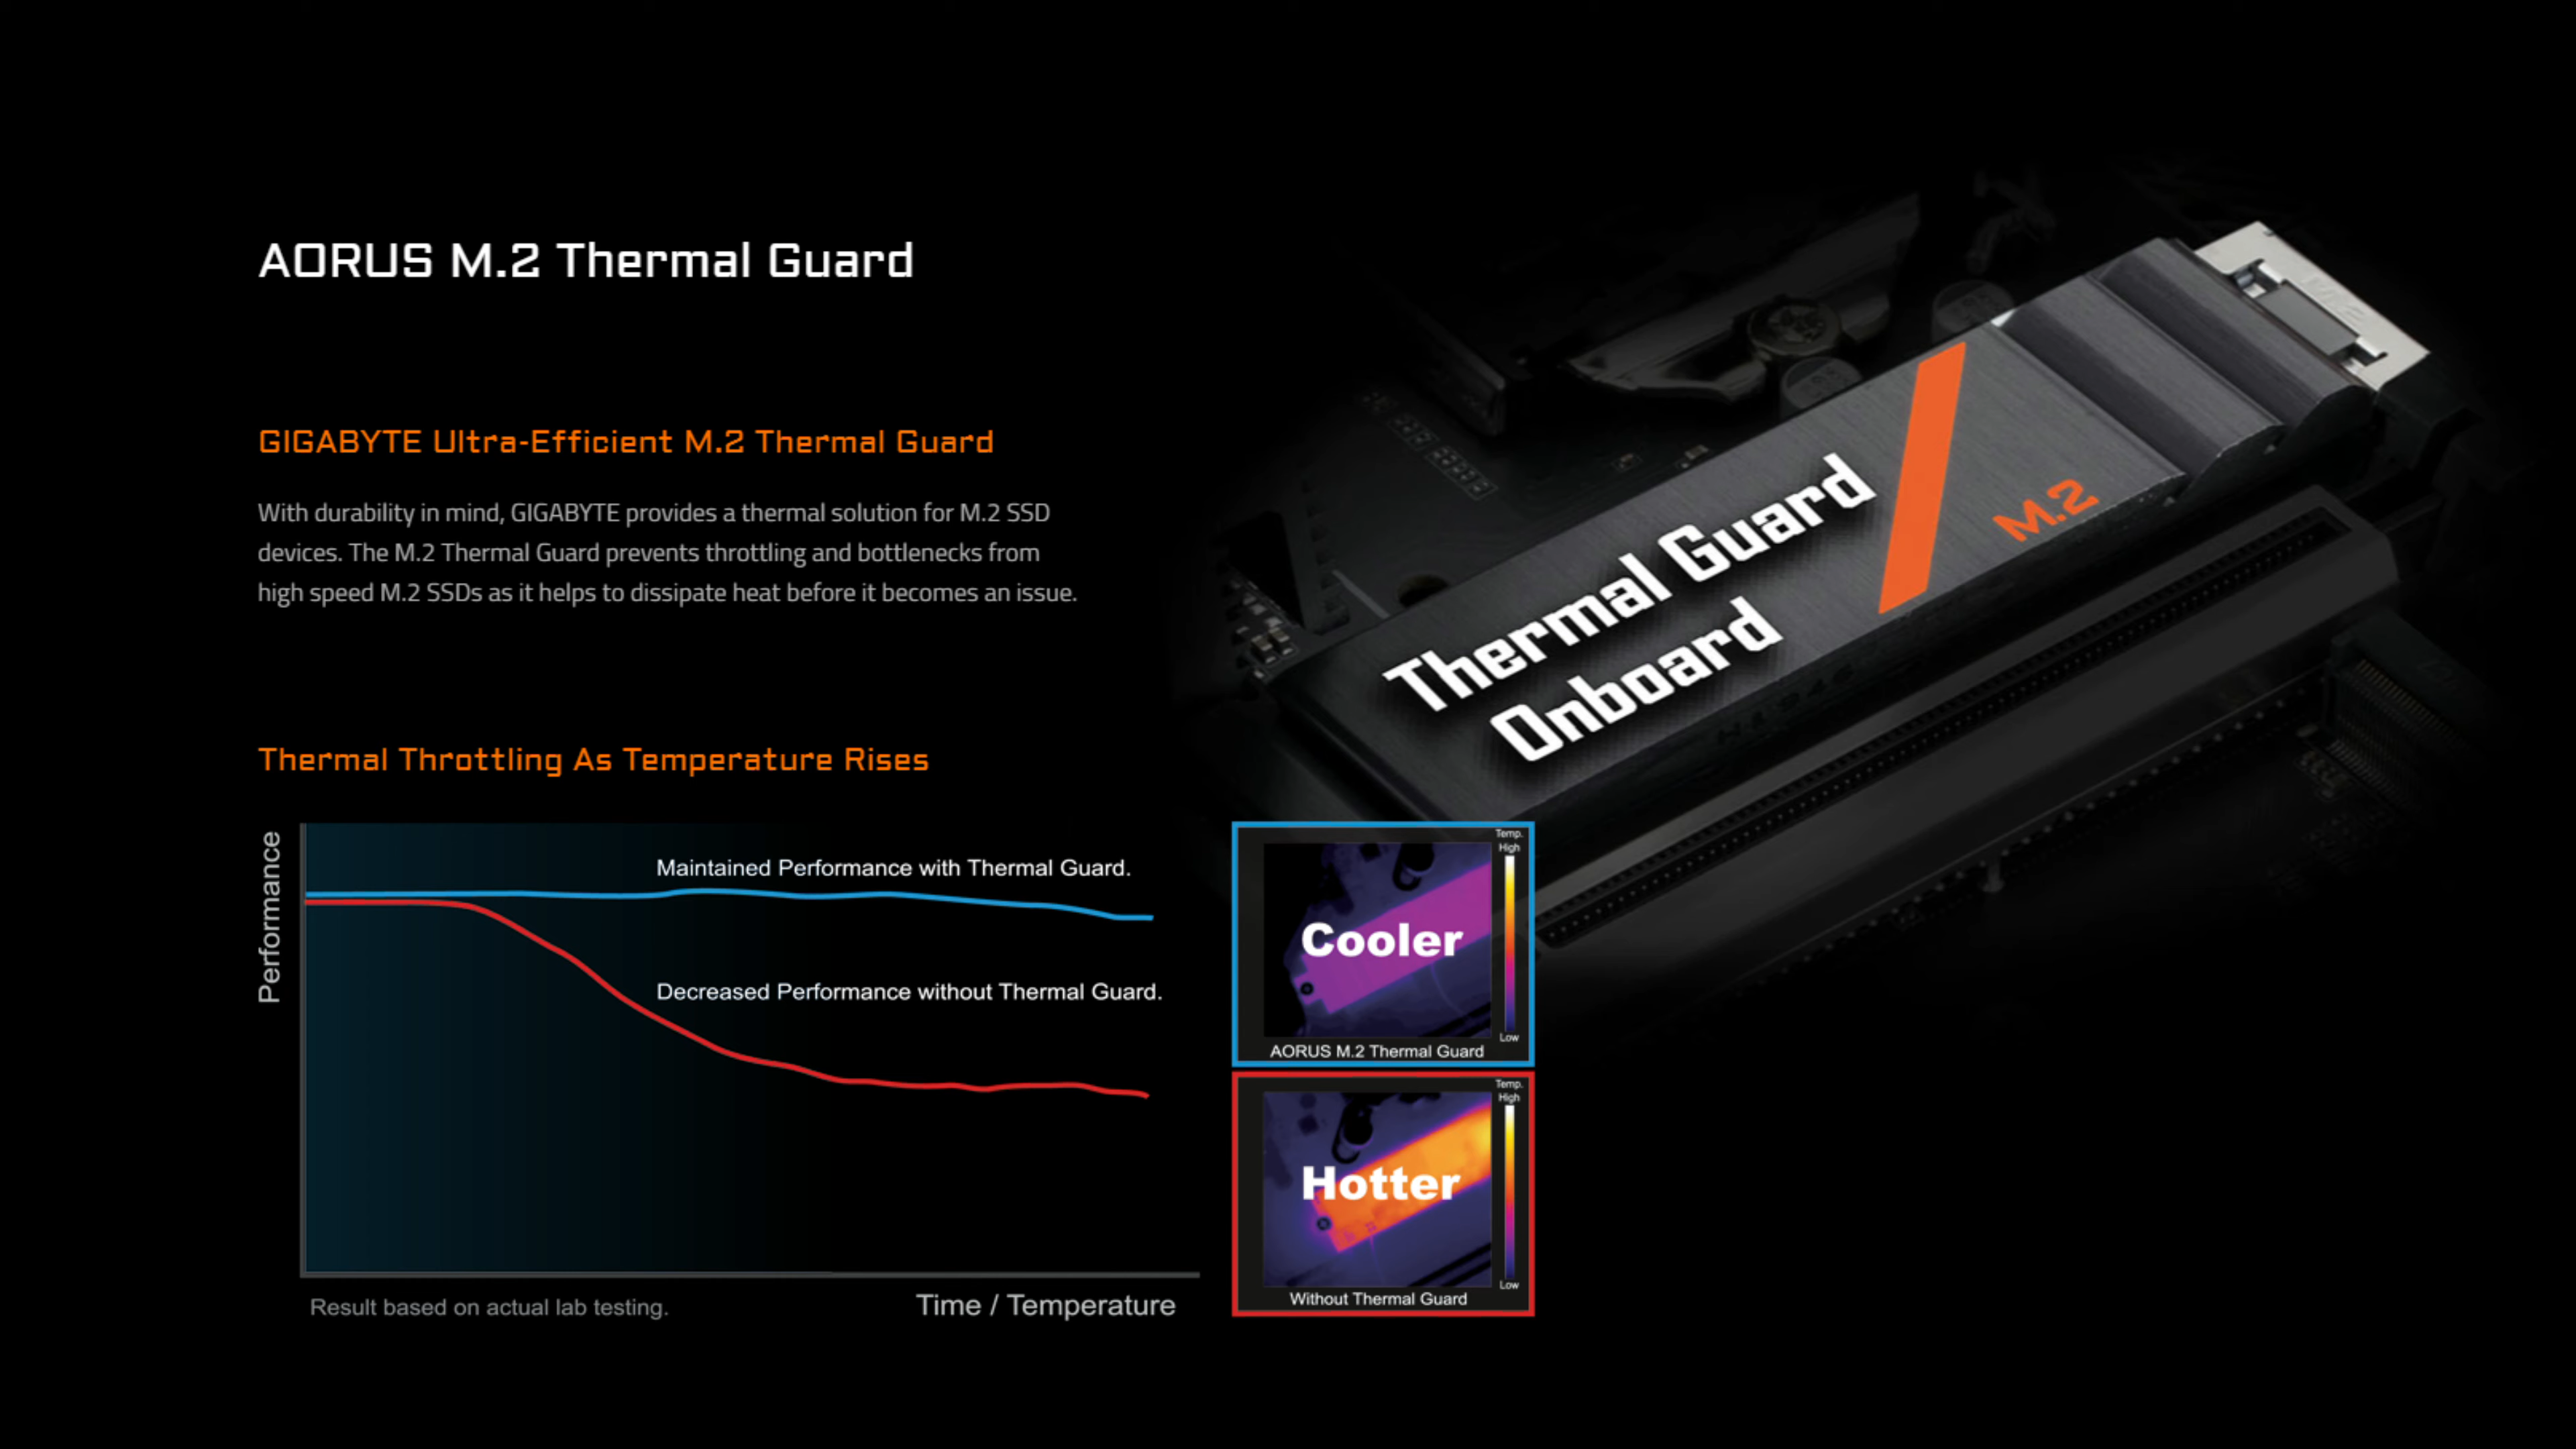 AORUS M.2 Thermal Guard
GIGABYTE Ultra-Efficient M.2 Thermal Guard
With durability in mind, GIGABYTE provides a thermal solution for M.2 SSD
devices. The M.2 Thermal Guard prevents throttling and bottlenecks from
high speed M.2 SSDs as it helps to dissipate heat before it becomes an issue.
Thermal Guard
Onboard
M.2
Thermal Throttling As Temperature Rises
Performance
Maintained Performance with Thermal Guard.
Decreased Performance without Thermal Guard.
Time / Temperature
Result based on actual lab testing.
Temp.
High
Cooler
Low
AORUS M.2 Thermal Guard
Temp.
High
Hotter
Low
Without Thermal Guard